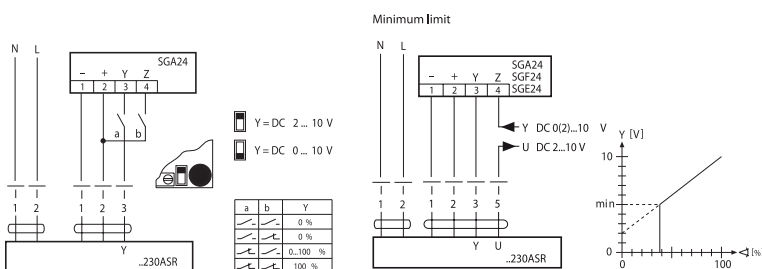 Minimum limit
N L
SGA24
– + Y Z
1 2 3 4
a b
1 2 1 2 3
Y
..230ASR
Y = DC 2 ... 10 V
Y = DC 0 ... 10 V
a b Y
0 %
0 %
0...100 %
100 %
N L
SGA24
SGF24
SGE24
– + Y Z
1 2 3 4
Y DC 0(2)...10 V
U DC 2...10 V
1 2 1 2 3 5
Y U
..230ASR
Y [V]
10
min
0
0 100
[%